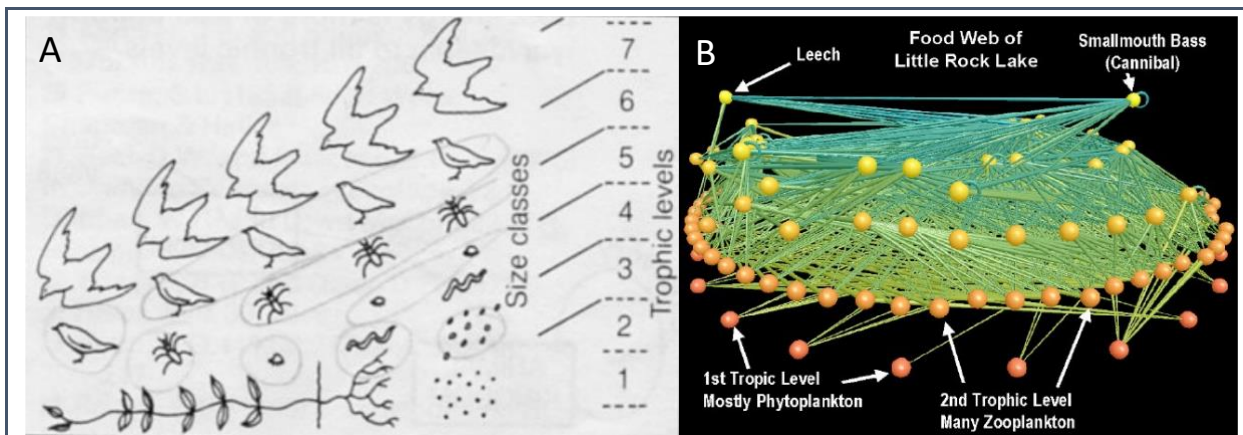 A
7
6
5
4
3
2
1
Size classes
Trophic levels
B
Food Web of
Little Rock Lake
Leech
Smallmouth Bass
(Cannibal)
1st Tropic Level
Mostly Phytoplankton
2nd Trophic Level
Many Zooplankton